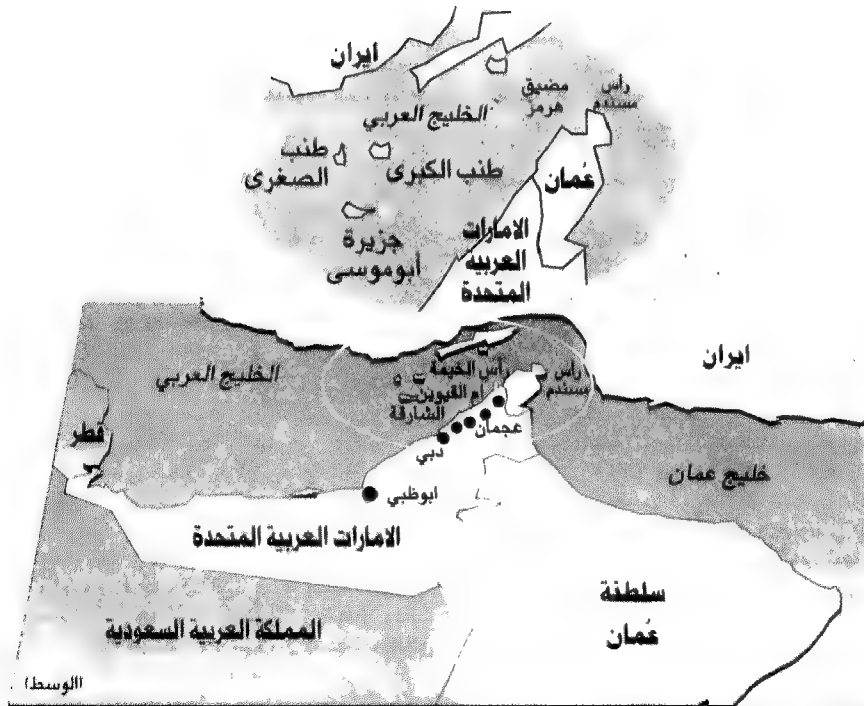 ايران
مضيق
هرمز
رأس
مسندم
الخليج العربي
طنب
الصغرى
طنب الكبرى
عُمان
جزيرة
أبوموسى
الامارات
العربية
المتحدة
ايران
الخليج العربي
رأس الخيمة
رأس
مسندم
أم القيوين
الشارقة
عجمان
دبي
قطر
خليج عمان
ابوظبي
الامارات العربية المتحدة
سلطنة
عُمان
المملكة العربية السعودية
(الوسط)